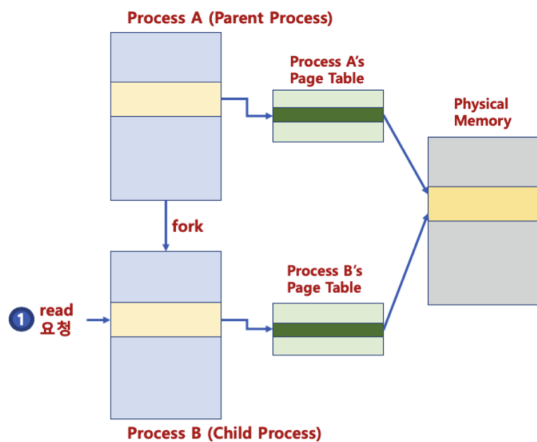 Process A (Parent Process)
Process A's
Page Table
Physical
Memory
fork
Process B's
Page Table
1
read
요청
Process B (Child Process)